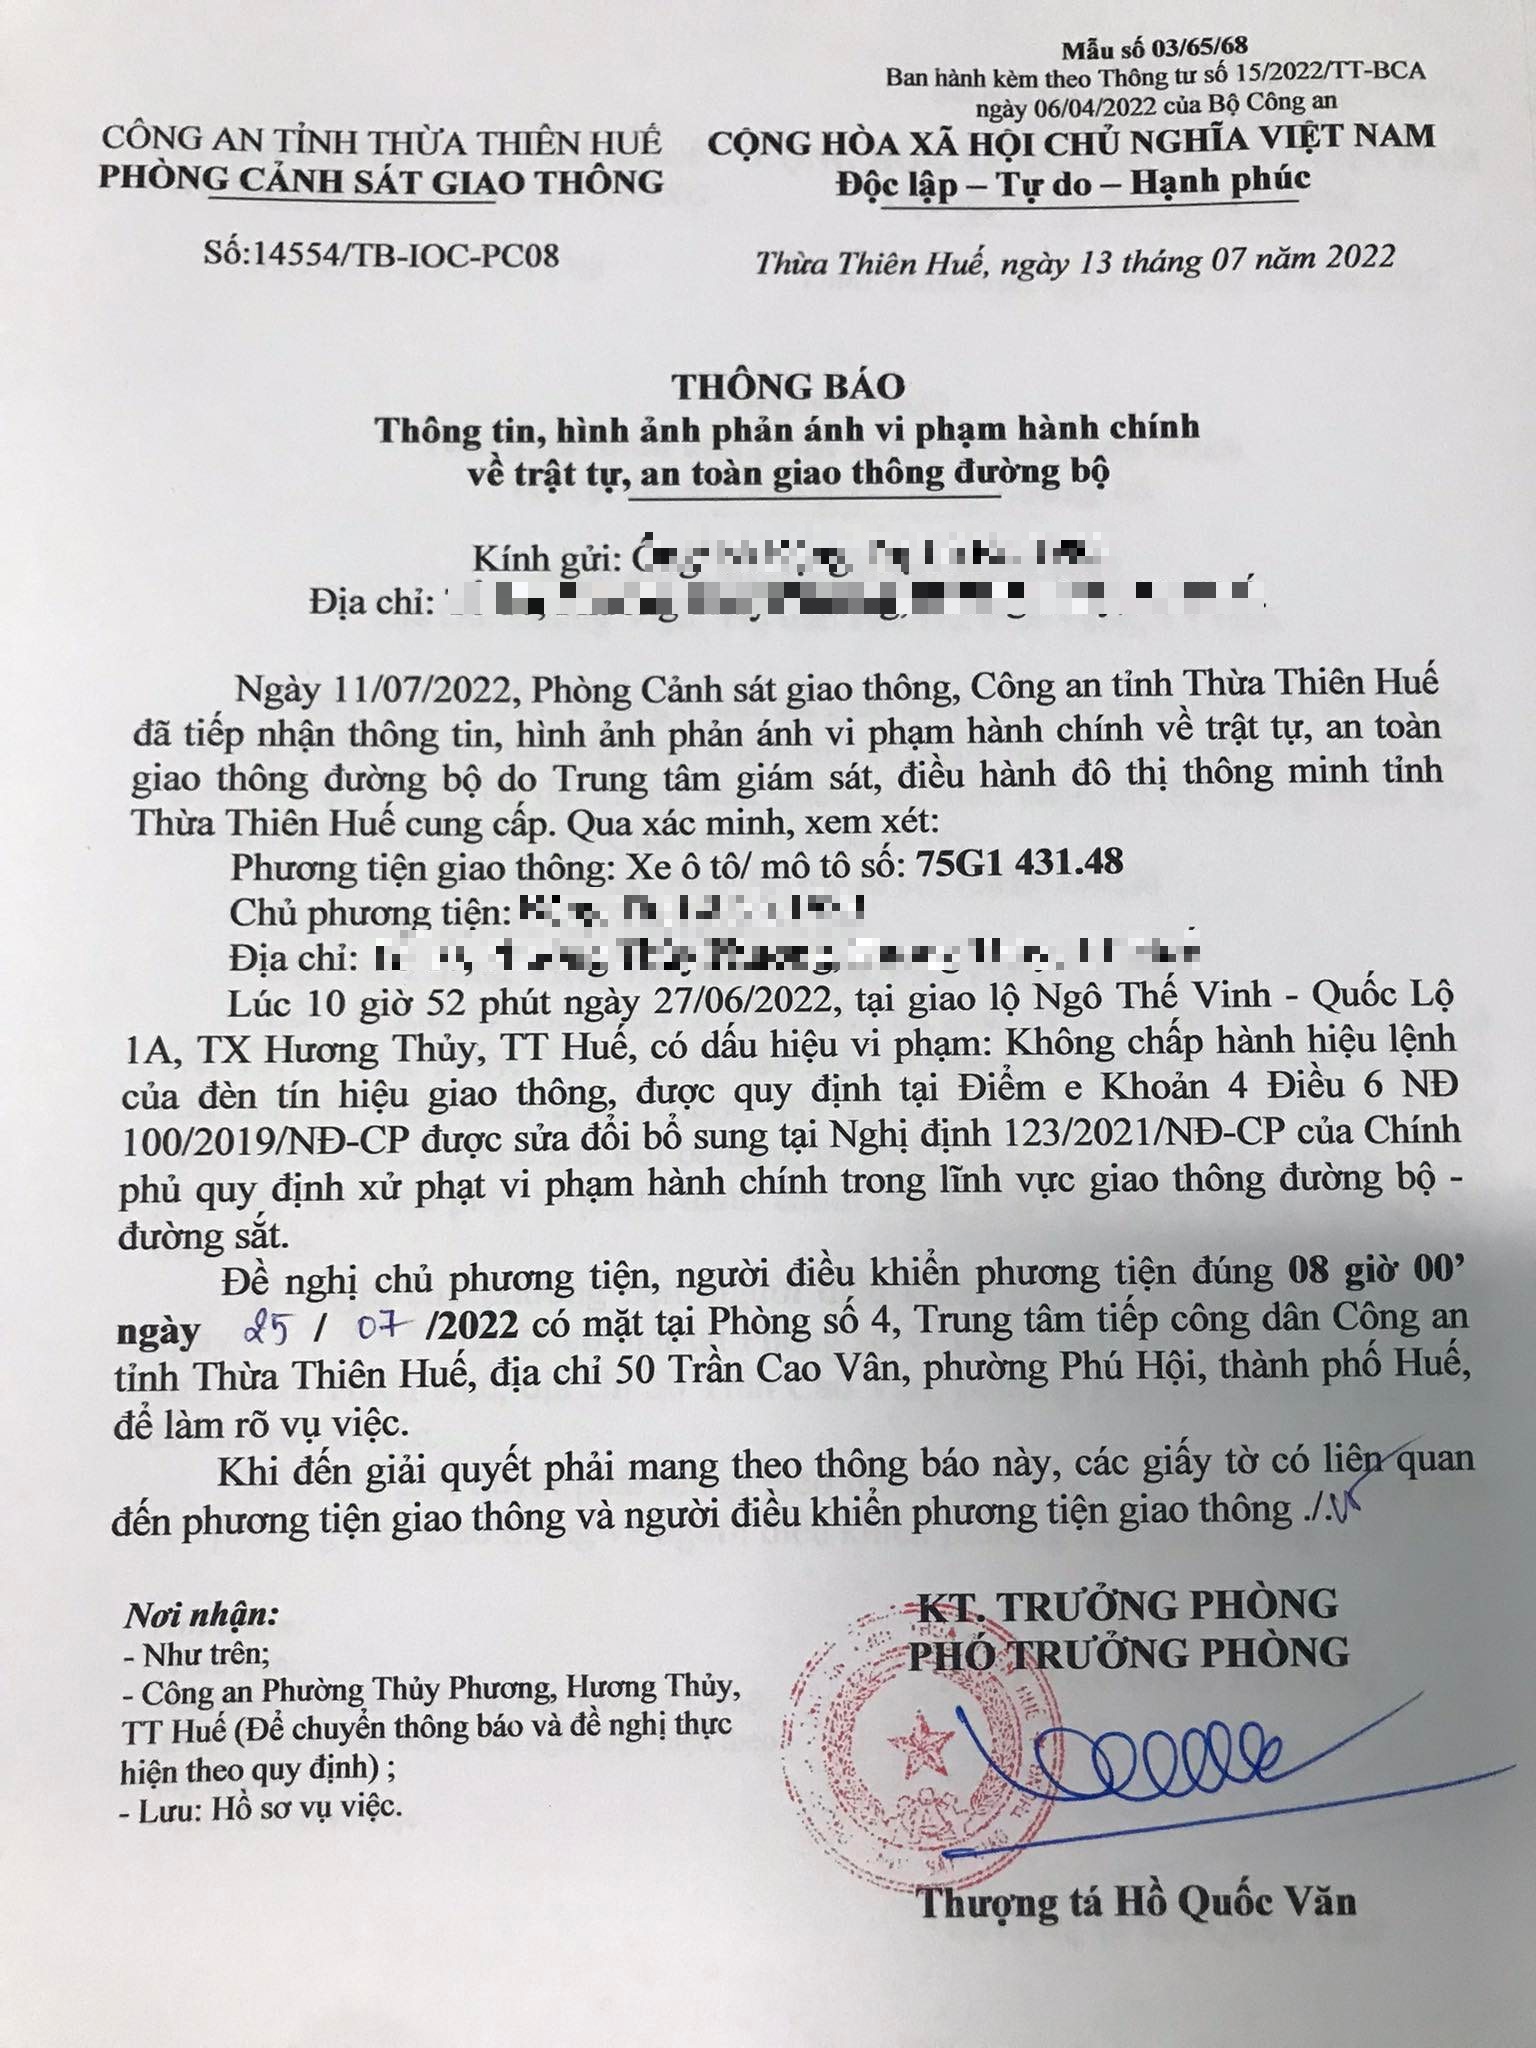 Mẫu số 03/65/68
Ban hành kèm theo Thông tư số 15/2022/TT-BCA
ngày 06/04/2022 của Bộ Công an
CÔNG AN TỈNH THỪA THIÊN HUẾ
PHÒNG CẢNH SÁT GIAO THÔNG
CỘNG HÒA XÃ HỘI CHỦ NGHĨA VIỆT NAM
Độc lập – Tự do – Hạnh phúc
Số:14554/TB-IOC-PC08
Thừa Thiên Huế, ngày 13 tháng 07 năm 2022
THÔNG BÁO
Thông tin, hình ảnh phản ánh vi phạm hành chính
về trật tự, an toàn giao thông đường bộ
Kính gửi:
Địa chỉ:
Ngày 11/07/2022, Phòng Cảnh sát giao thông, Công an tỉnh Thừa Thiên Huế
đã tiếp nhận thông tin, hình ảnh phản ánh vi phạm hành chính về trật tự, an toàn
giao thông đường bộ do Trung tâm giám sát, điều hành đô thị thông minh tỉnh
Thừa Thiên Huế cung cấp. Qua xác minh, xem xét:
Phương tiện giao thông: Xe ô tô/ mô tô số: 75G1 431.48
Chủ phương tiện:
Địa chỉ:
Lúc 10 giờ 52 phút ngày 27/06/2022, tại giao lộ Ngô Thế Vinh - Quốc Lộ
1A, TX Hương Thủy, TT Huế, có dấu hiệu vi phạm: Không chấp hành hiệu lệnh
của đèn tín hiệu giao thông, được quy định tại Điểm e Khoản 4 Điều 6 NĐ
100/2019/NĐ-CP được sửa đổi bổ sung tại Nghị định 123/2021/NĐ-CP của Chính
phủ quy định xử phạt vi phạm hành chính trong lĩnh vực giao thông đường bộ -
đường sắt.
Đề nghị chủ phương tiện, người điều khiển phương tiện đúng 08 giờ 00’
ngày 25 / 07 /2022 có mặt tại Phòng số 4, Trung tâm tiếp công dân Công an
tỉnh Thừa Thiên Huế, địa chỉ 50 Trần Cao Vân, phường Phú Hội, thành phố Huế,
để làm rõ vụ việc.
Khi đến giải quyết phải mang theo thông báo này, các giấy tờ có liên quan
đến phương tiện giao thông và người điều khiển phương tiện giao thông ./.
Nơi nhận:
- Như trên;
- Công an Phường Thủy Phương, Hương Thủy,
TT Huế (Để chuyển thông báo và đề nghị thực
hiện theo quy định) ;
- Lưu: Hồ sơ vụ việc.
KT. TRƯỞNG PHÒNG
PHÓ TRƯỞNG PHÒNG
Thượng tá Hồ Quốc Văn